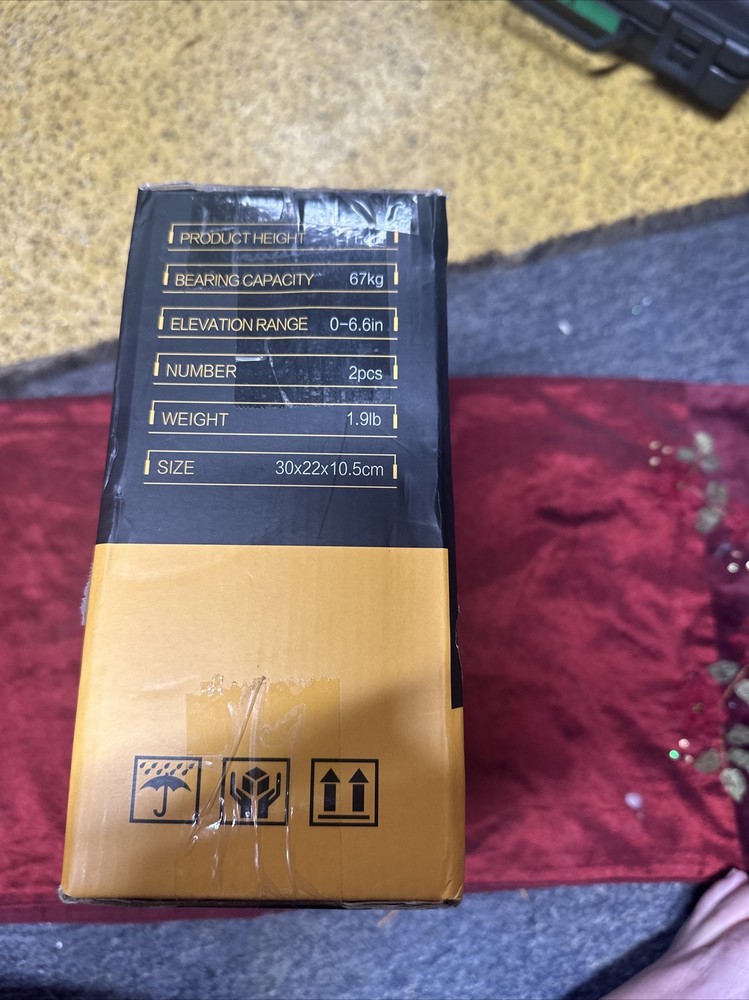 PRODUCT HEIGHT
BEARING CAPACITY 67kg
ELEVATION RANGE 0-6.6in
NUMBER 2pcs
WEIGHT 1.9lb
SIZE 30x22x10.5cm